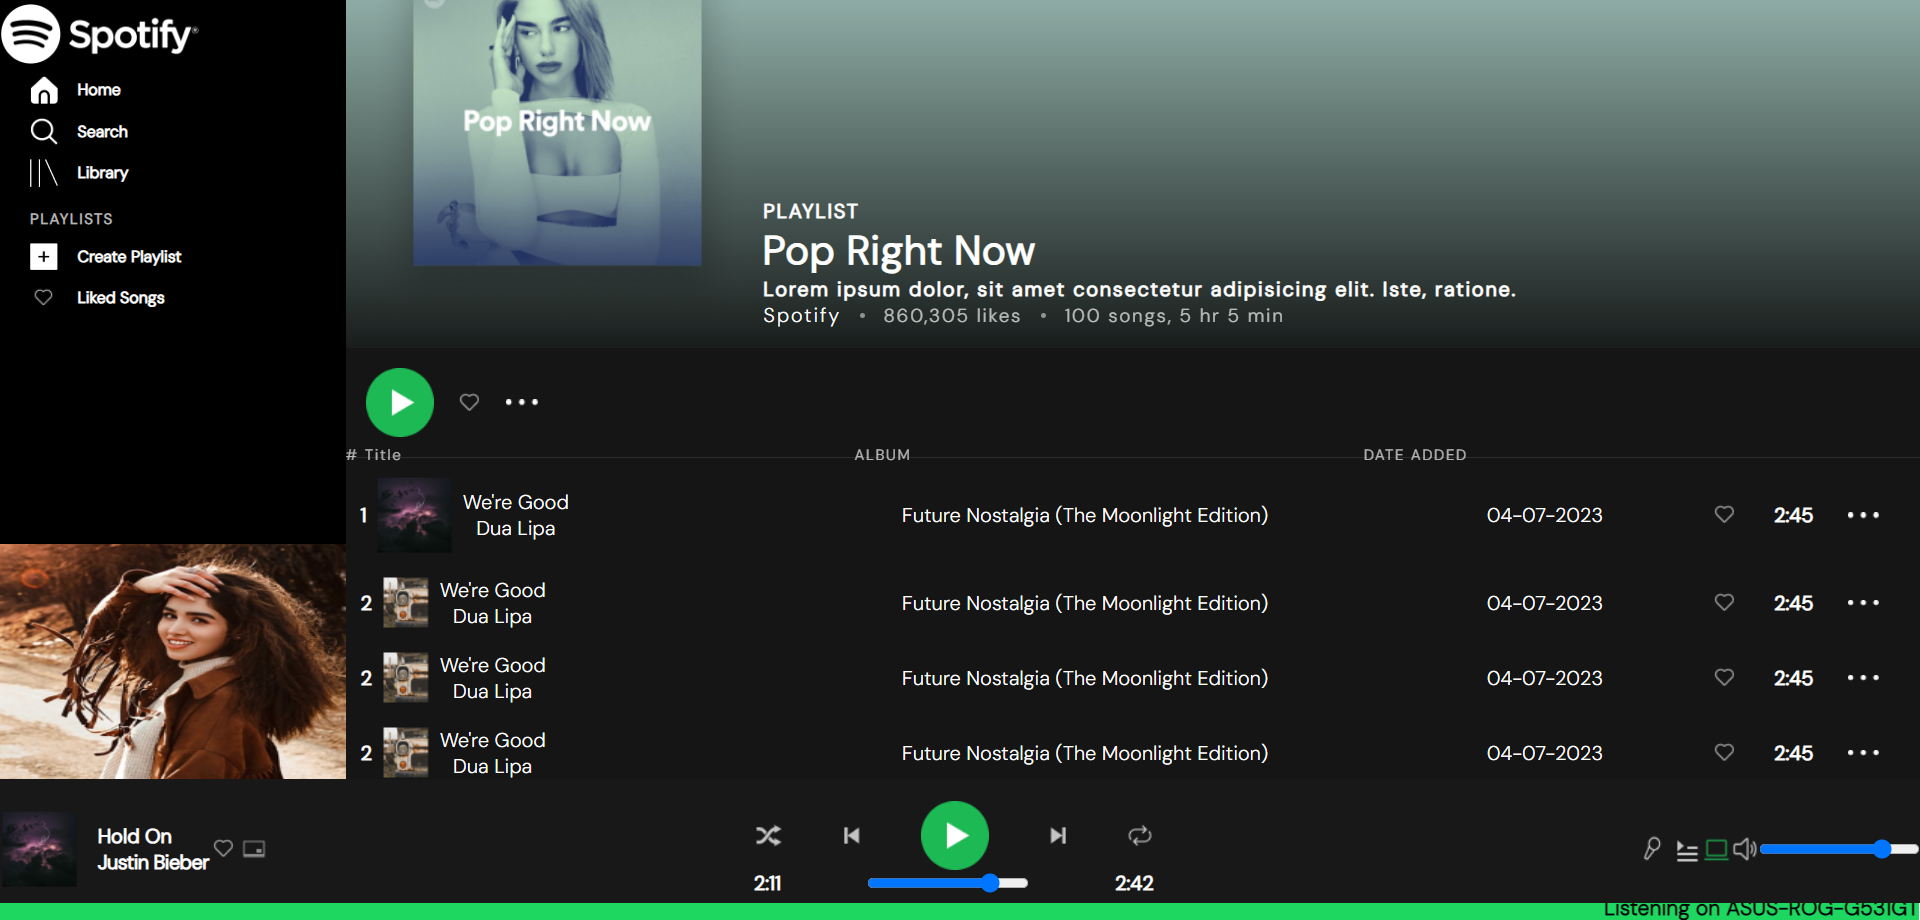 Spotify
Home
Search
Library
PLAYLISTS
Create Playlist
Liked Songs
Pop Right Now
PLAYLIST
Pop Right Now
Lorem ipsum dolor, sit amet consectetur adipisicing elit. Iste, ratione.
Spotify • 860,305 likes • 100 songs, 5 hr 5 min
# Title ALBUM DATE ADDED
1 We're Good Future Nostalgia (The Moonlight Edition) 04-07-2023 2:45
Dua Lipa
2 We're Good Future Nostalgia (The Moonlight Edition) 04-07-2023 2:45
Dua Lipa
2 We're Good Future Nostalgia (The Moonlight Edition) 04-07-2023 2:45
Dua Lipa
2 We're Good Future Nostalgia (The Moonlight Edition) 04-07-2023 2:45
Dua Lipa
Hold On
Justin Bieber
2:11 2:42
Listening on ASUS-ROG-G531GT